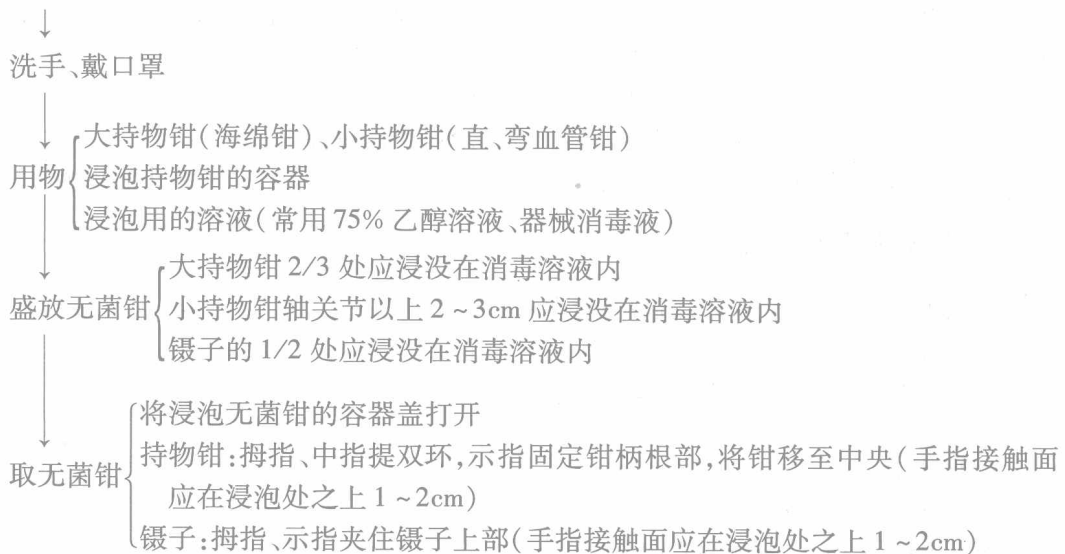 洗手、戴口罩
大持物钳(海绵钳)、小持物钳(直、弯血管钳)
用物
浸泡持物钳的容器
浸泡用的溶液(常用75%乙醇溶液、器械消毒液)
大持物钳2/3处应浸没在消毒溶液内
盛放无菌钳
小持物钳轴关节以上2~3cm应浸没在消毒溶液内
镊子的1/2处应浸没在消毒溶液内
将浸泡无菌钳的容器盖打开
持物钳:拇指、中指提双环,示指固定钳柄根部,将钳移至中央(手指接触面
取无菌钳
应在浸泡处之上1~2cm)
镊子:拇指、示指夹住镊子上部(手指接触面应在浸泡处之上1~2cm)